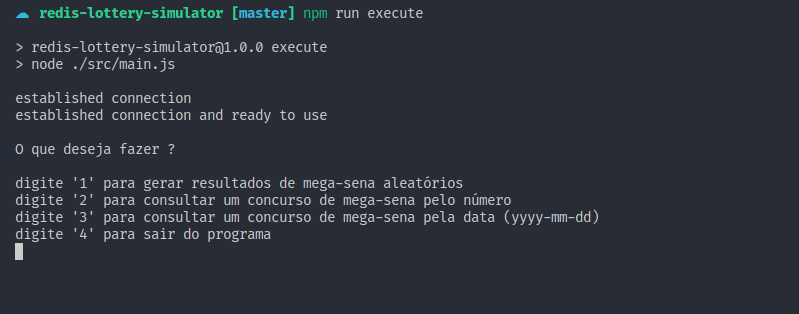 redis-lottery-simulator [master] npm run execute
> redis-lottery-simulator@1.0.0 execute
> node ./src/main.js
established connection
established connection and ready to use
O que deseja fazer ?
digite '1' para gerar resultados de mega-sena aleatórios
digite '2' para consultar um concurso de mega-sena pelo número
digite '3' para consultar um concurso de mega-sena pela data (yyyy-mm-dd)
digite '4' para sair do programa